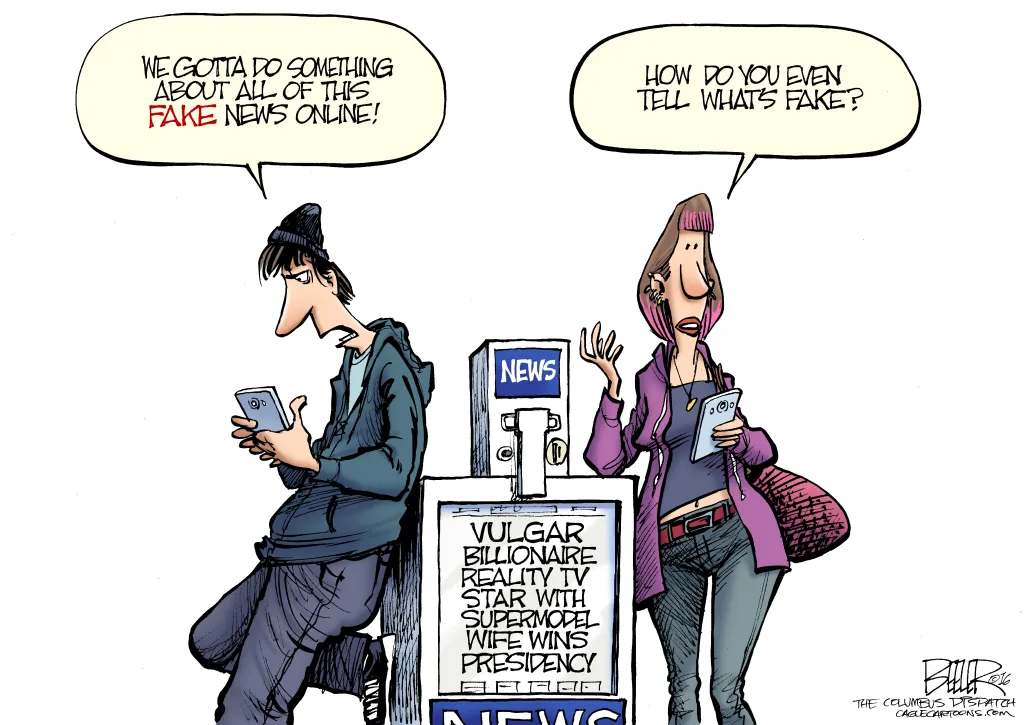 WE GOTTA DO SOMETHING
ABOUT ALL OF THIS
FAKE NEWS ONLINE!
HOW DO YOU EVEN
TELL WHAT'S FAKE?
NEWS
VULGAR
BILLIONAIRE
REALITY TV
STAR WITH
SUPERMODEL
WIFE WINS
PRESIDENCY
NEWS
BEELER ©16
THE COLUMBUS DISPATCH
CAGLECARTOONS.COM